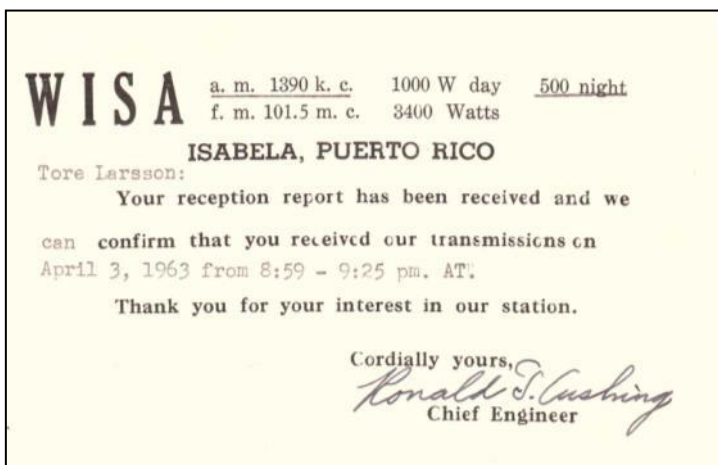 WISA a. m. 1390 k. c. 1000 W day 500 night
f. m. 101.5 m. c. 3400 Watts
ISABELA, PUERTO RICO
Tore Larsson:
Your reception report has been received and we
can confirm that you received our transmissions on
April 3, 1963 from 8:59 - 9:25 pm. AT.
Thank you for your interest in our station.
Cordially yours,
Ronald T. Cushing
Chief Engineer